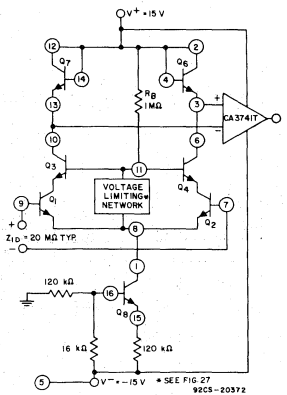 V+ = 15 V
12
2
Q7
14
4
Q6
RB
1MΩ
13
3
+
CA3741T
-
10
6
Q3
11
Q4
VOLTAGE
LIMITING*
NETWORK
9
Q1
+
8
7
Q2
ZID = 20 MΩ TYP.
-
1
120 kΩ
16
Q8
15
16 kΩ
120 kΩ
5
V- = -15 V
* SEE FIG. 27
92CS-20372